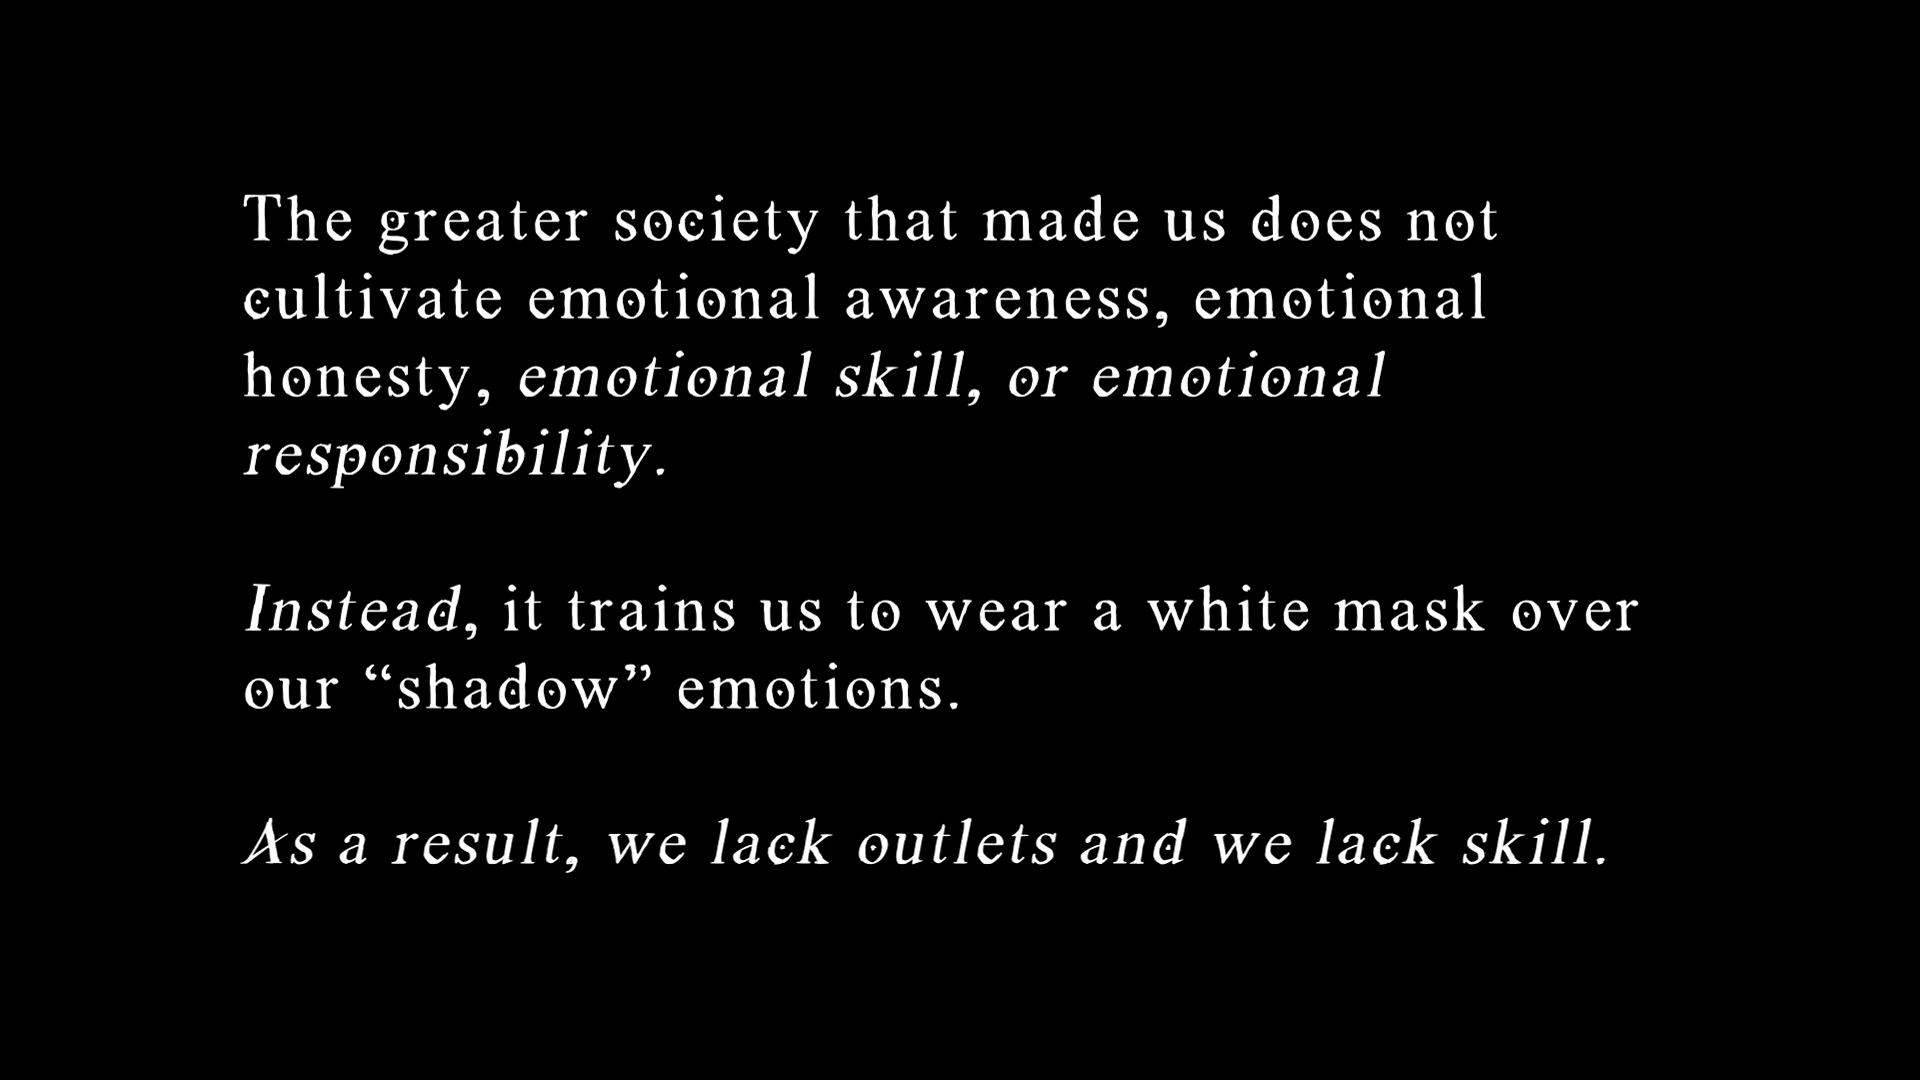 The greater society that made us does not
cultivate emotional awareness, emotional
honesty, emotional skill, or emotional
responsibility.
Instead, it trains us to wear a white mask over
our “shadow” emotions.
As a result, we lack outlets and we lack skill.